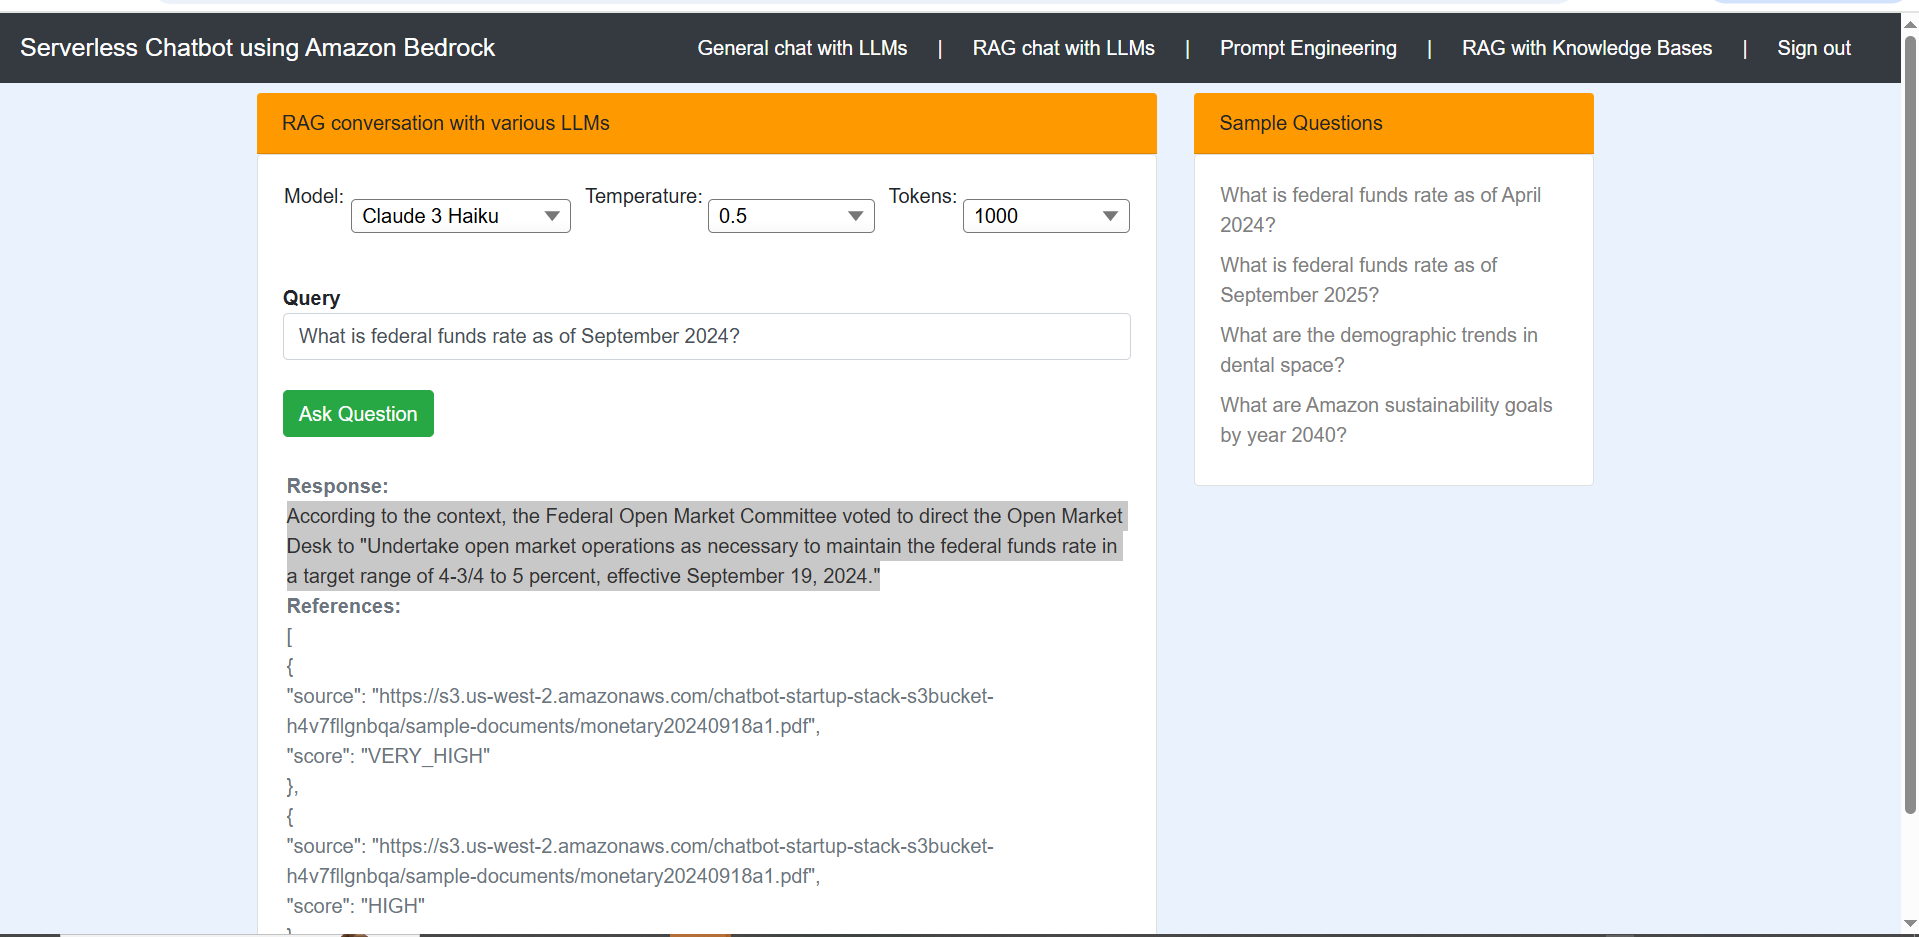 Serverless Chatbot using Amazon Bedrock
General chat with LLMs | RAG chat with LLMs | Prompt Engineering | RAG with Knowledge Bases | Sign out
RAG conversation with various LLMs
Model: Claude 3 Haiku Temperature: 0.5 Tokens: 1000
Query
What is federal funds rate as of September 2024?
Ask Question
Response:
According to the context, the Federal Open Market Committee voted to direct the Open Market
Desk to "Undertake open market operations as necessary to maintain the federal funds rate in
a target range of 4-3/4 to 5 percent, effective September 19, 2024."
References:
[
{
"source": "https://s3.us-west-2.amazonaws.com/chatbot-startup-stack-s3bucket-
h4v7fllgnbqa/sample-documents/monetary20240918a1.pdf",
"score": "VERY_HIGH"
},
{
"source": "https://s3.us-west-2.amazonaws.com/chatbot-startup-stack-s3bucket-
h4v7fllgnbqa/sample-documents/monetary20240918a1.pdf",
"score": "HIGH"
Sample Questions
What is federal funds rate as of April
2024?
What is federal funds rate as of
September 2025?
What are the demographic trends in
dental space?
What are Amazon sustainability goals
by year 2040?